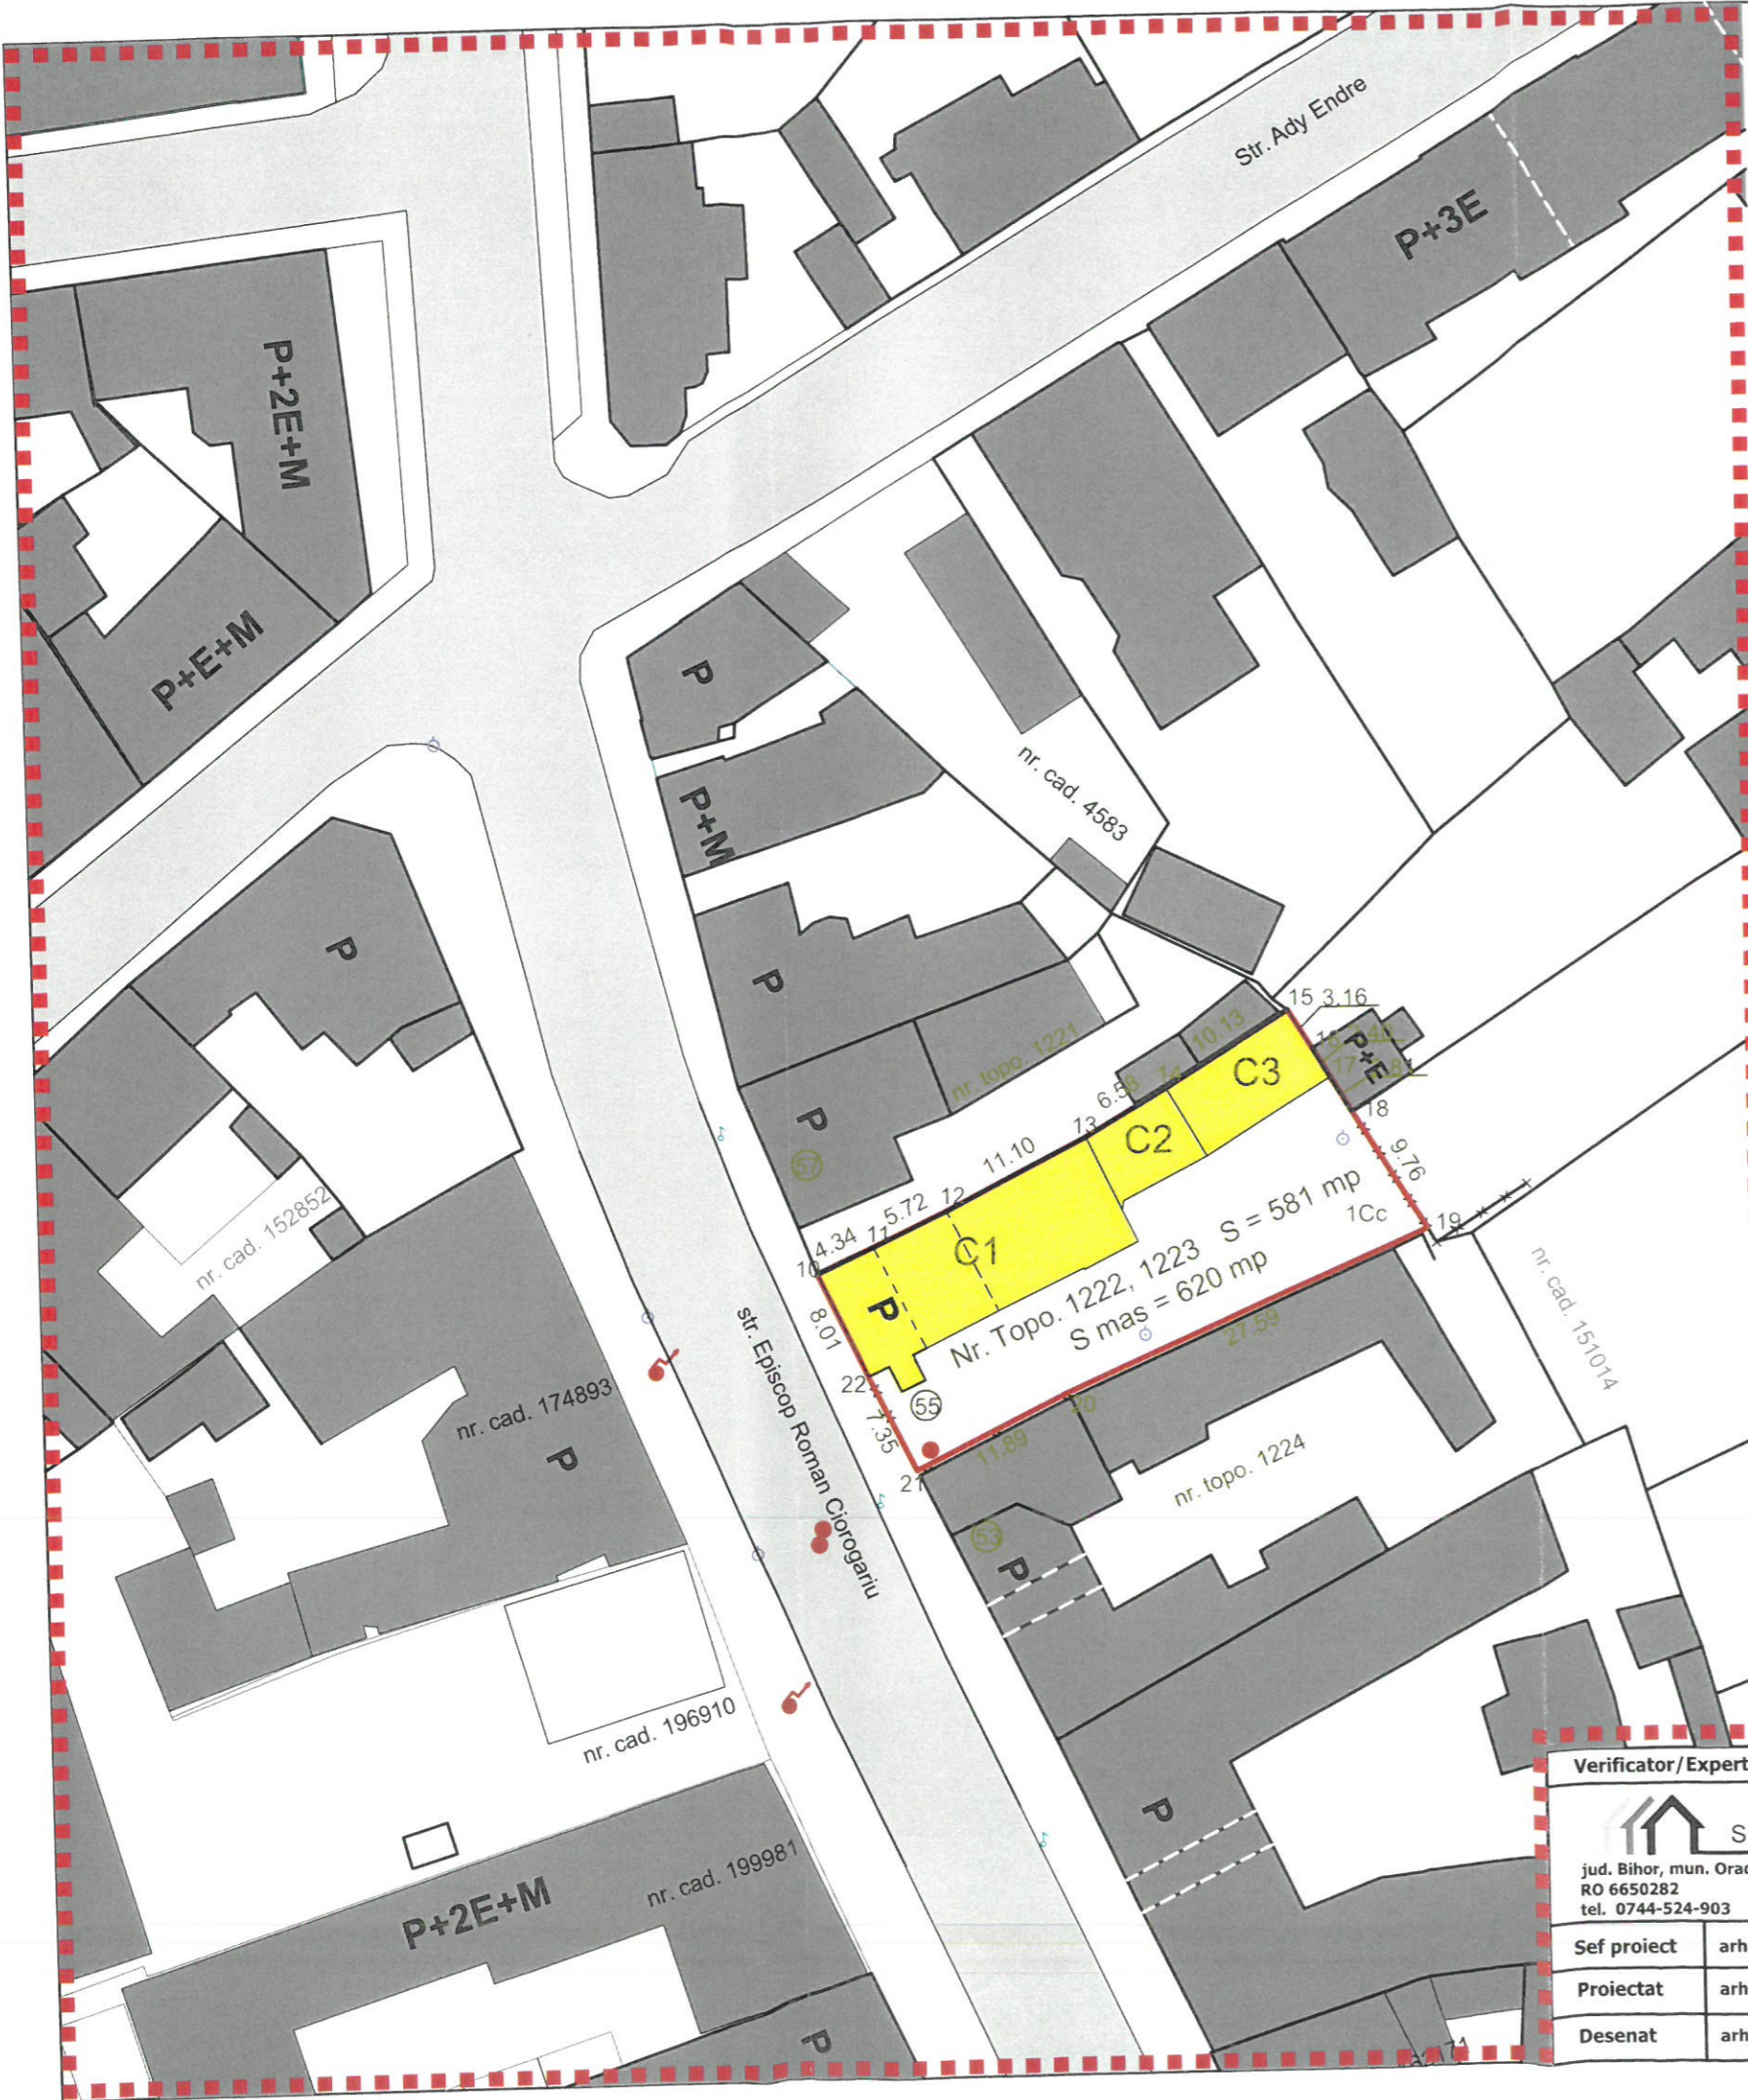 Str. Ady Endre
P+3E
P+2E+M
P+E+M
P
P+M
nr. cad. 4583
P
P
nr. topo. 1221
P
57
15 3.16
P+E
17
18
10.13
14
C3
6.58
13
C2
11.10
12
5.72
11
4.34
10
C1
P
8.01
22
55
7.35
21
9.76
1Cc
19
Nr. Topo. 1222, 1223 S = 581 mp
S mas = 620 mp
27.59
20
11.89
nr. cad. 151014
nr. topo. 1224
53
P
str. Episcop Roman Ciorogariu
nr. cad. 152852
nr. cad. 174893
P
nr. cad. 196910
nr. cad. 199981
P+2E+M
P
P
Verificator/Expert
S
jud. Bihor, mun. Orad
RO 6650282
tel. 0744-524-903
Sef proiect arh
Proiectat arh
Desenat arh